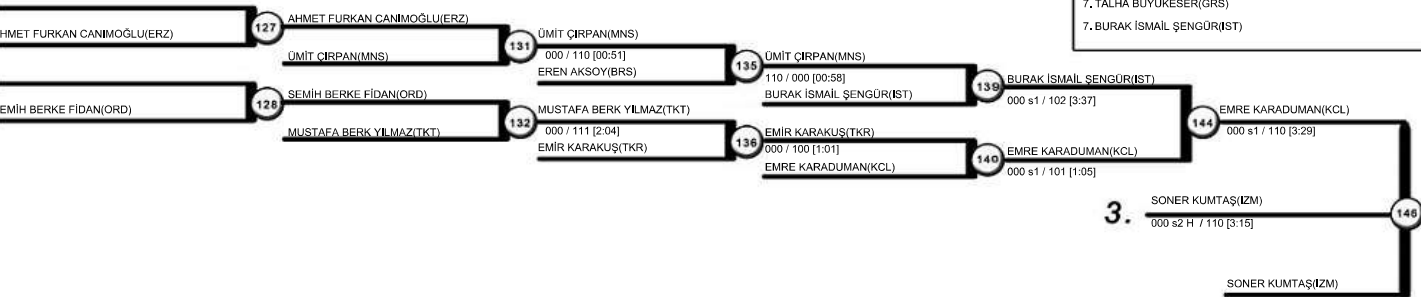 7. TALHA BÜYÜKESER(GRS)
7. BURAK İSMAİL ŞENGÜR(IST)
HMET FURKAN CANIMOĞLU(ERZ)
127
AHMET FURKAN CANIMOĞLU(ERZ)
ÜMİT ÇIRPAN(MNS)
131
ÜMİT ÇIRPAN(MNS)
000 / 110 [00:51]
EREN AKSOY(BRS)
135
ÜMİT ÇIRPAN(MNS)
110 / 000 [00:58]
BURAK İSMAİL ŞENGÜR(IST)
139
BURAK İSMAİL ŞENGÜR(IST)
000 s1 / 102 [3:37]
EMİH BERKE FİDAN(ORD)
128
SEMİH BERKE FİDAN(ORD)
MUSTAFA BERK YILMAZ(TKT)
132
MUSTAFA BERK YILMAZ(TKT)
000 / 111 [2:04]
EMİR KARAKUŞ(TKR)
136
EMİR KARAKUŞ(TKR)
000 / 100 [1:01]
EMRE KARADUMAN(KCL)
140
EMRE KARADUMAN(KCL)
000 s1 / 101 [1:05]
144
EMRE KARADUMAN(KCL)
000 s1 / 110 [3:29]
3.
SONER KUMTAŞ(IZM)
000 s2 H / 110 [3:15]
146
SONER KUMTAŞ(IZM)